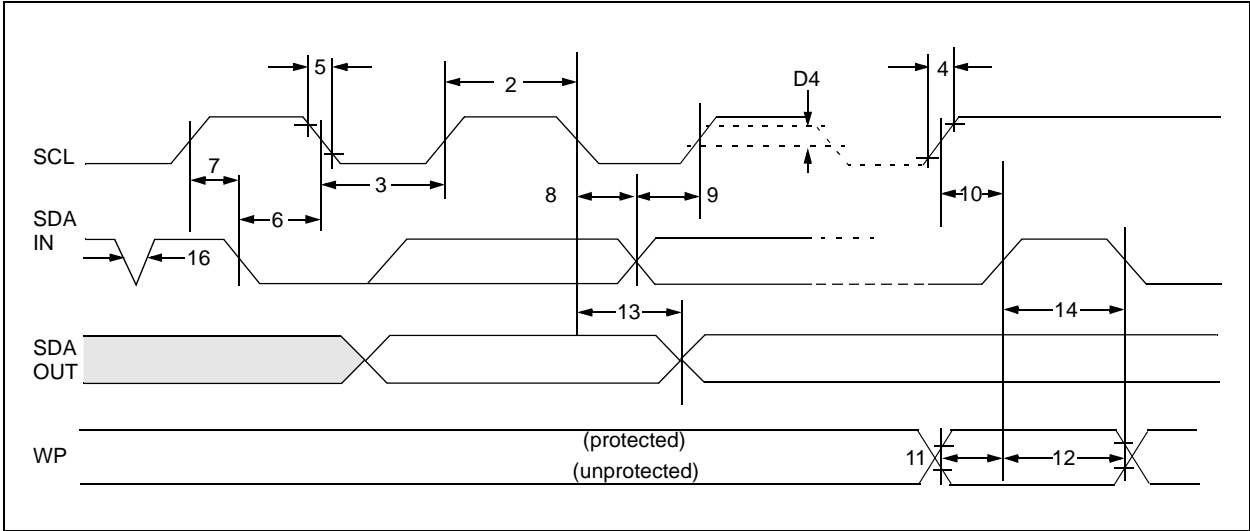 5
2
D4
4
SCL
7
3
8
9
10
SDA
IN
6
16
13
14
SDA
OUT
WP
(protected)
(unprotected)
11
12